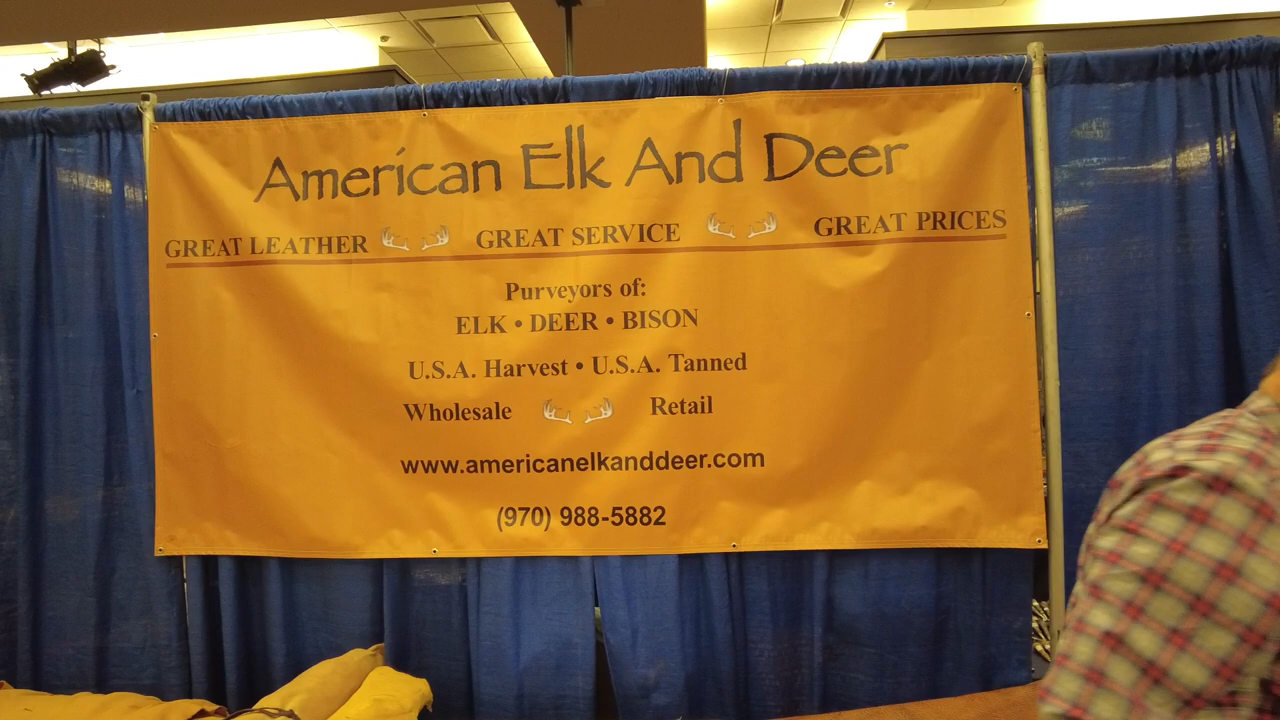 American Elk And Deer
GREAT LEATHER GREAT SERVICE GREAT PRICES
Purveyors of:
ELK • DEER • BISON
U.S.A. Harvest • U.S.A. Tanned
Wholesale Retail
www.americanelkanddeer.com
(970) 988-5882